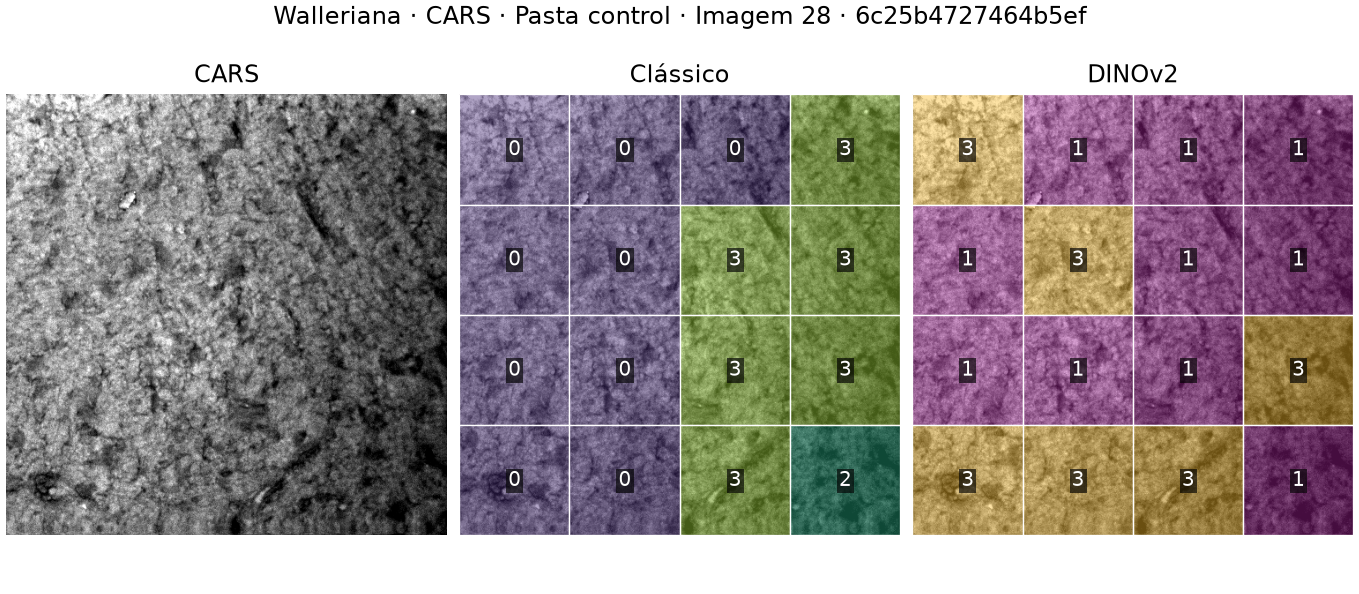 Walleriana · CARS · Pasta control · Imagem 28 · 6c25b4727464b5ef
CARS
Clássico
DINOv2
0 0 0 3
3 1 1 1
0 0 3 3
1 3 1 1
0 0 3 3
1 1 1 3
0 0 3 2
3 3 3 1